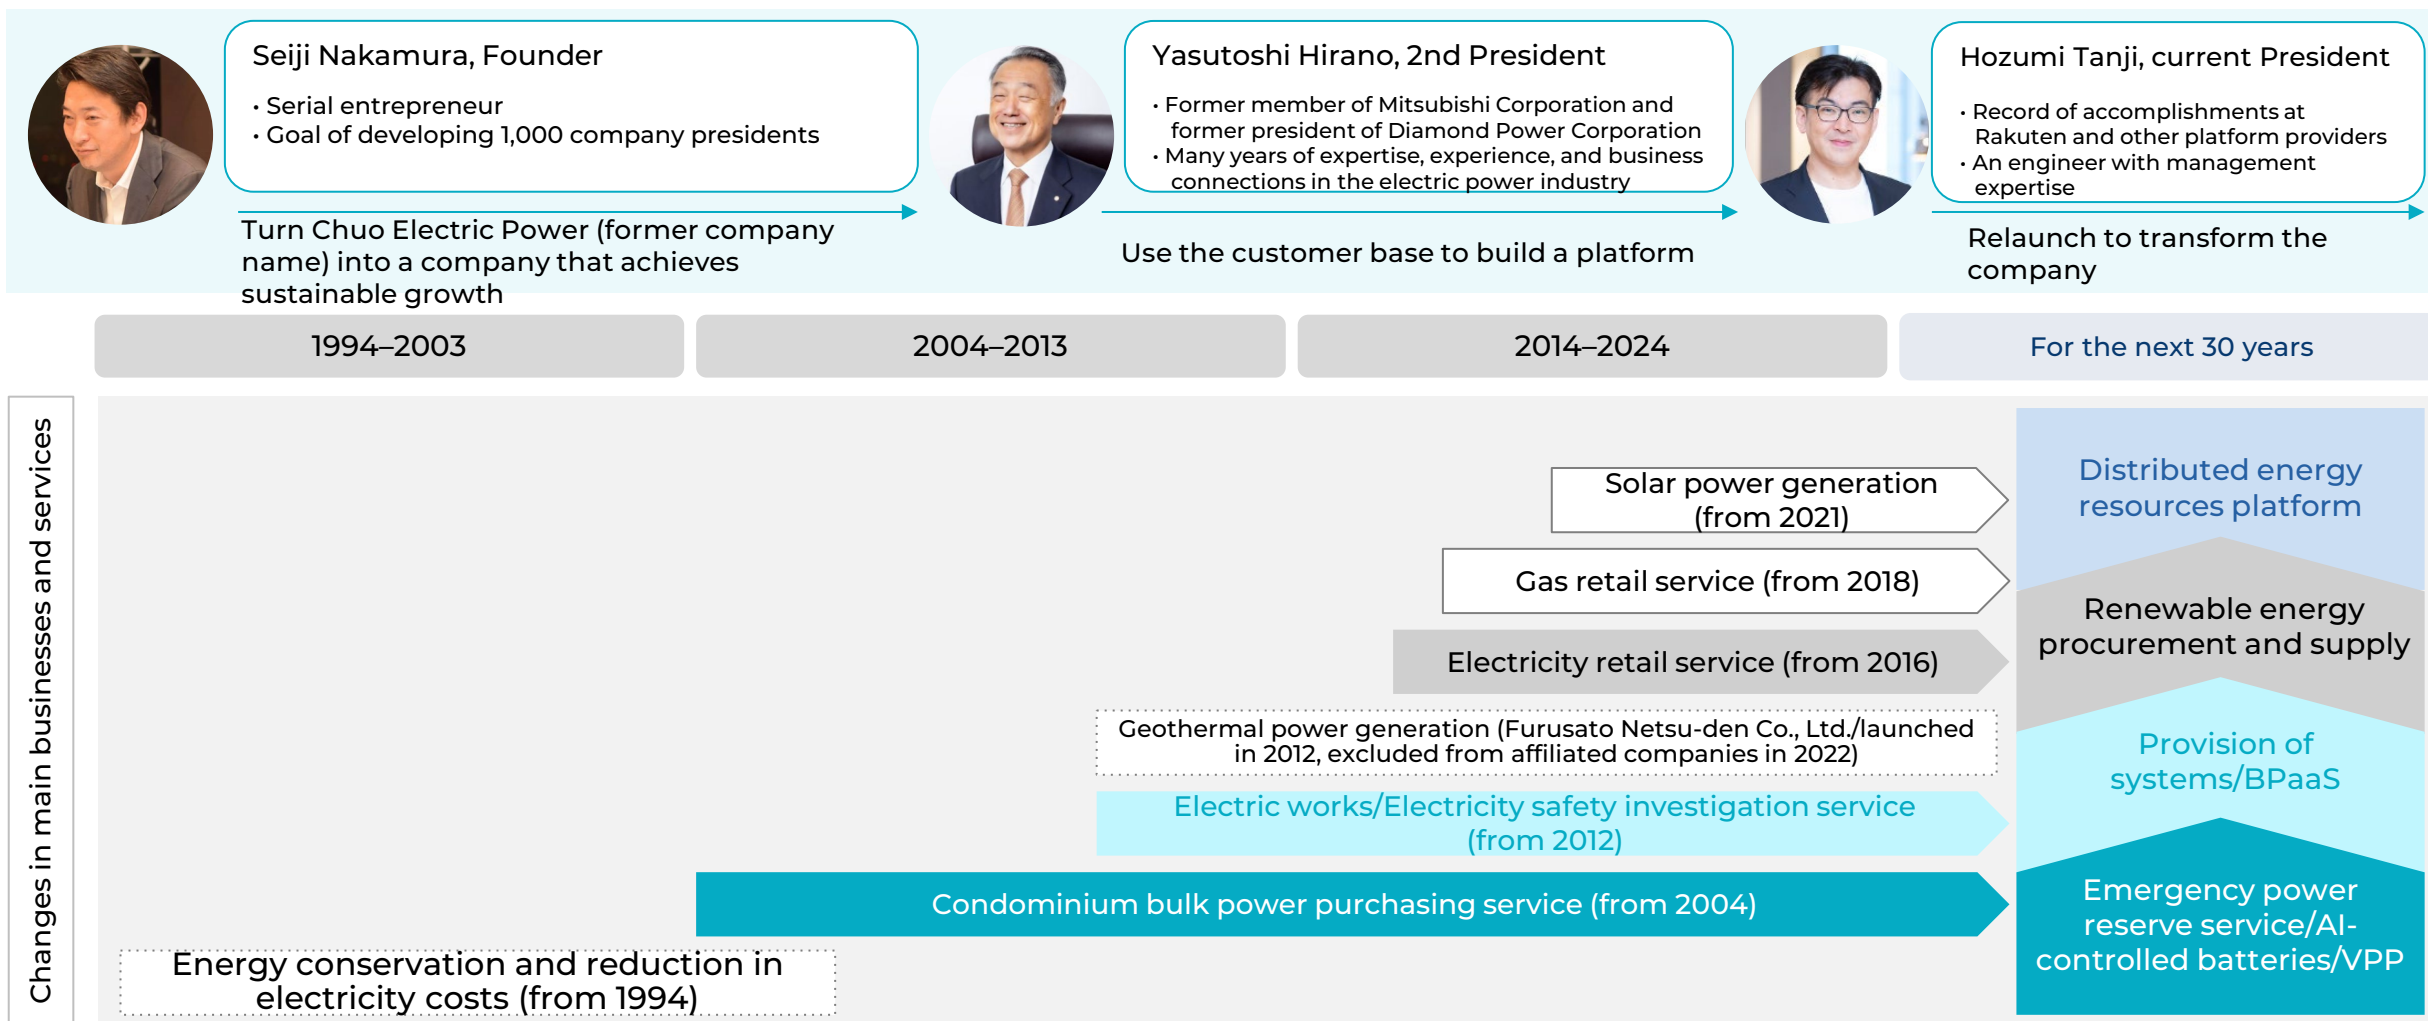 Seiji Nakamura, Founder
・Serial entrepreneur
・Goal of developing 1,000 company presidents
Turn Chuo Electric Power (former company
name) into a company that achieves
sustainable growth
Yasutoshi Hirano, 2nd President
・Former member of Mitsubishi Corporation and
former president of Diamond Power Corporation
・Many years of expertise, experience, and business
connections in the electric power industry
Use the customer base to build a platform
Hozumi Tanji, current President
・Record of accomplishments at
Rakuten and other platform providers
・An engineer with management
expertise
Relaunch to transform the
company
1994–2003
2004–2013
2014–2024
For the next 30 years
Changes in main businesses and services
Solar power generation
(from 2021)
Gas retail service (from 2018)
Electricity retail service (from 2016)
Geothermal power generation (Furusato Netsu-den Co., Ltd./launched
in 2012, excluded from affiliated companies in 2022)
Electric works/Electricity safety investigation service
(from 2012)
Condominium bulk power purchasing service (from 2004)
Energy conservation and reduction in
electricity costs (from 1994)
Distributed energy
resources platform
Renewable energy
procurement and supply
Provision of
systems/BPaaS
Emergency power
reserve service/AI-
controlled batteries/VPP